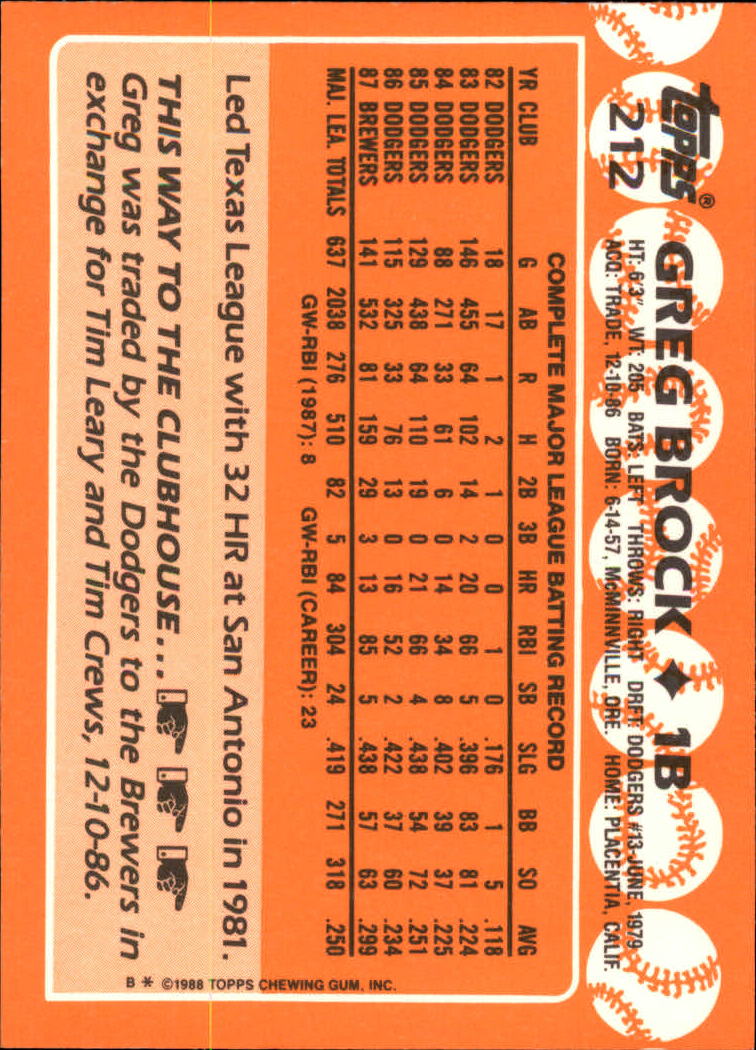 Topps®
212
GREG BROCK ♦ 1B
HT: 6'3" WT: 205 BATS: LEFT THROWS: RIGHT DRFT: DODGERS #13-JUNE, 1979
ACQ: TRADE, 12-10-86 BORN: 6-14-57, McMINNVILLE, ORE. HOME: PLACENTIA, CALIF.
COMPLETE MAJOR LEAGUE BATTING RECORD
YR CLUB G AB R H 2B 3B HR RBI SB SLG BB SO AVG
82 DODGERS 18 17 1 2 1 0 0 1 0 .176 1 5 .118
83 DODGERS 146 455 64 102 14 2 20 66 5 .396 83 81 .224
84 DODGERS 88 271 33 61 6 0 14 34 8 .402 39 37 .225
85 DODGERS 129 438 64 110 19 0 21 66 4 .438 54 72 .251
86 DODGERS 115 325 33 76 13 0 16 52 2 .422 37 60 .234
87 BREWERS 141 532 81 159 29 3 13 85 5 .438 57 63 .299
MAJ. LEA. TOTALS 637 2038 276 510 82 5 84 304 24 .419 271 318 .250
GW-RBI (1987): 8 GW-RBI (CAREER): 23
Led Texas League with 32 HR at San Antonio in 1981.
THIS WAY TO THE CLUBHOUSE...
Greg was traded by the Dodgers to the Brewers in
exchange for Tim Leary and Tim Crews, 12-10-86.
B * ©1988 TOPPS CHEWING GUM, INC.